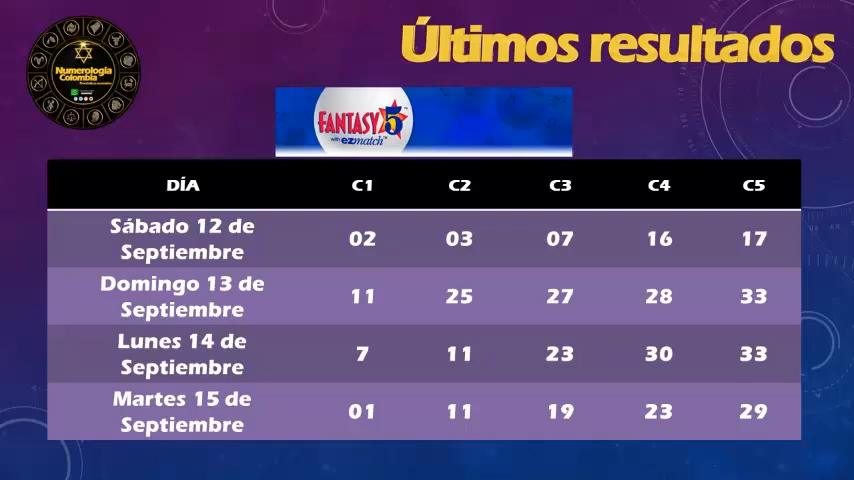 Últimos resultados
Numerología
Colombia
FANTASY 5
with ezmatch™
DÍA C1 C2 C3 C4 C5
Sábado 12 de
Septiembre 02 03 07 16 17
Domingo 13 de
Septiembre 11 25 27 28 33
Lunes 14 de
Septiembre 7 11 23 30 33
Martes 15 de
Septiembre 01 11 19 23 29